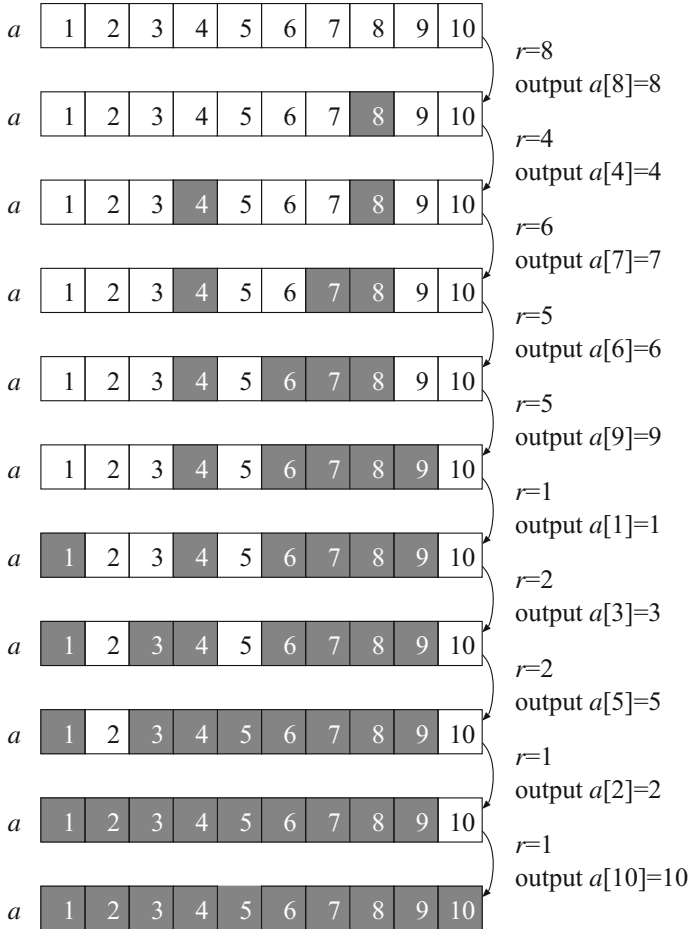 a 1 2 3 4 5 6 7 8 9 10
r=8
output a[8]=8
a 1 2 3 4 5 6 7 8 9 10
r=4
output a[4]=4
a 1 2 3 4 5 6 7 8 9 10
r=6
output a[7]=7
a 1 2 3 4 5 6 7 8 9 10
r=5
output a[6]=6
a 1 2 3 4 5 6 7 8 9 10
r=5
output a[9]=9
a 1 2 3 4 5 6 7 8 9 10
r=1
output a[1]=1
a 1 2 3 4 5 6 7 8 9 10
r=2
output a[3]=3
a 1 2 3 4 5 6 7 8 9 10
r=2
output a[5]=5
a 1 2 3 4 5 6 7 8 9 10
r=1
output a[2]=2
a 1 2 3 4 5 6 7 8 9 10
r=1
output a[10]=10
a 1 2 3 4 5 6 7 8 9 10